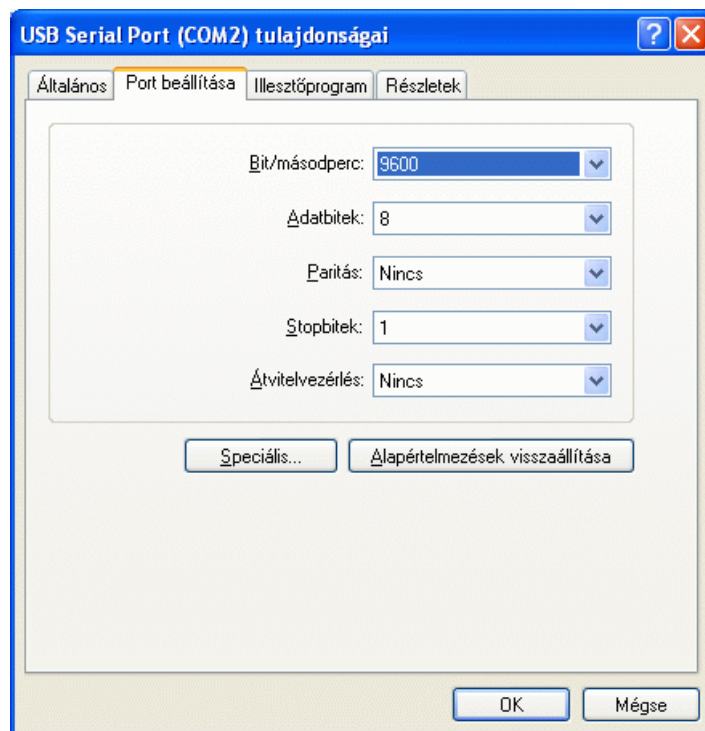 USB Serial Port (COM2) tulajdonságai
Általános Port beállítása Illesztőprogram Részletek
Bit/másodperc: 9600
Adatbitek: 8
Paritás: Nincs
Stopbitek: 1
Átvitelvezérlés: Nincs
Speciális... Alapértelmezések visszaállítása
OK Mégse